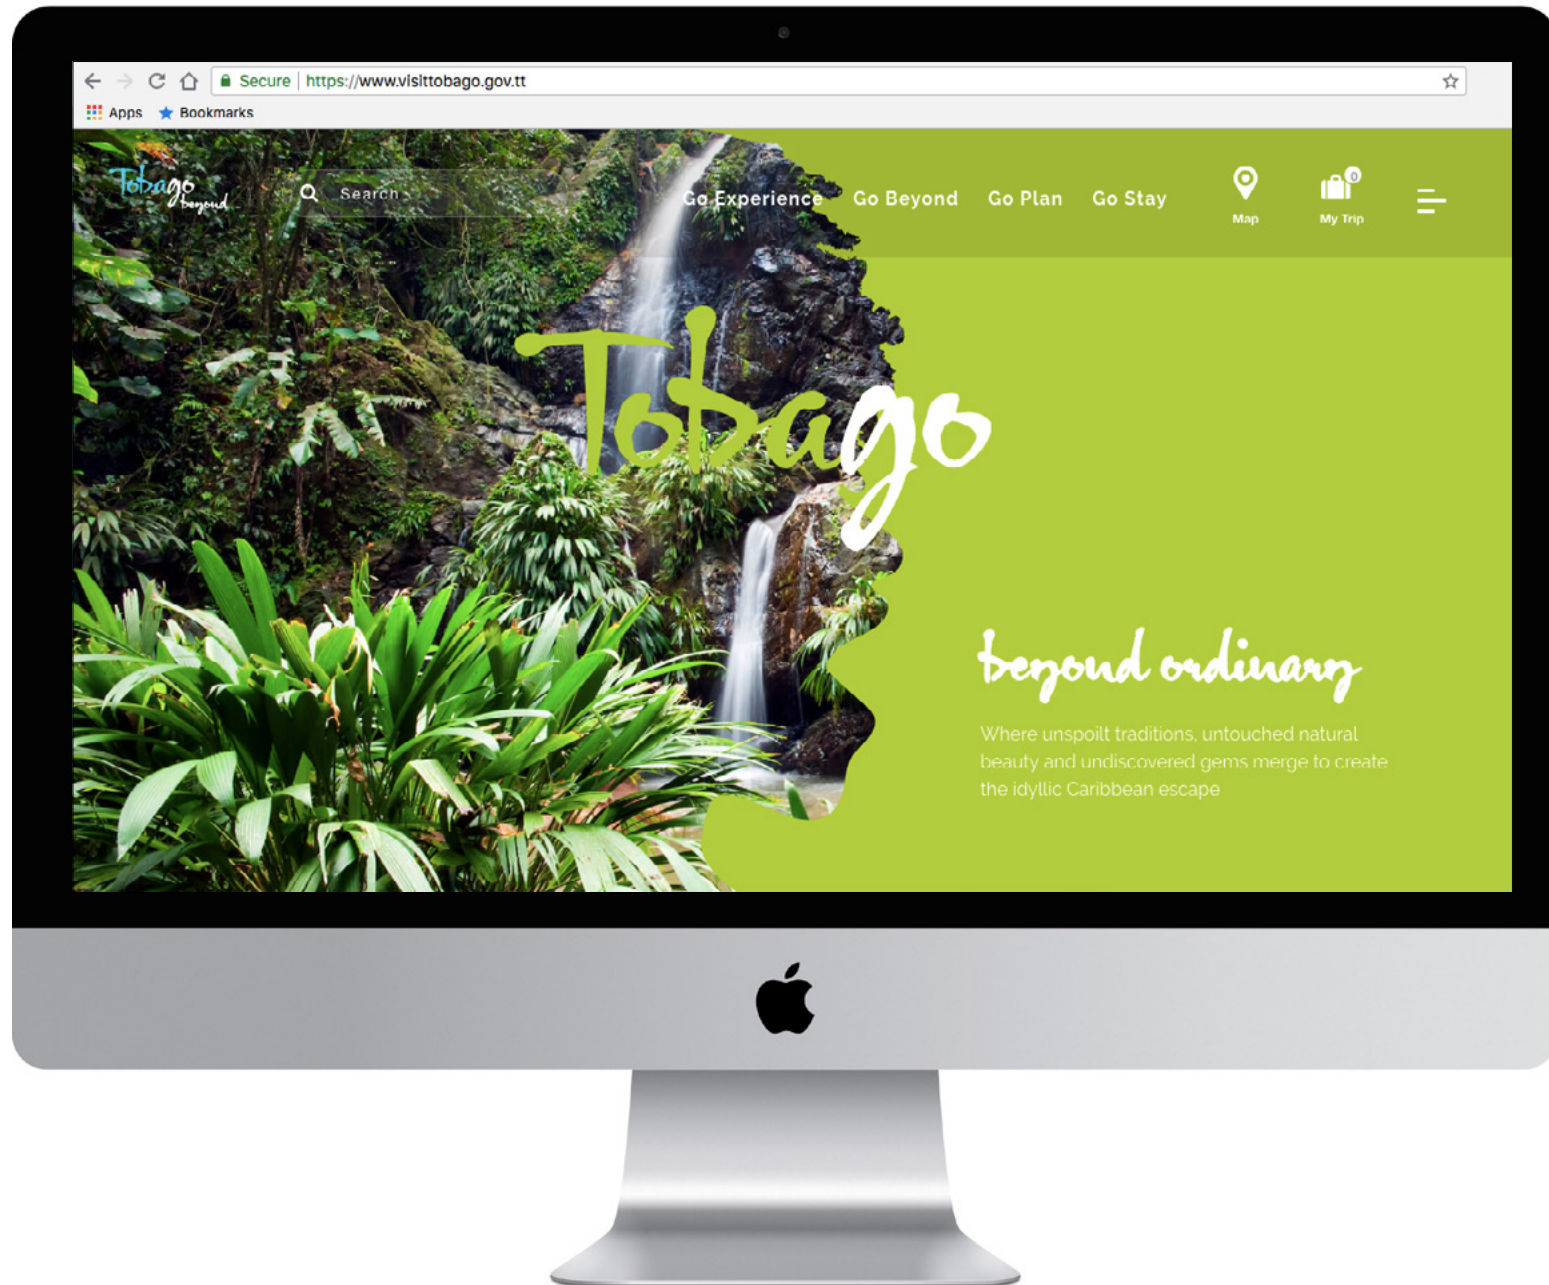 Secure | https://www.visittobago.gov.tt
Apps Bookmarks
Tobago
beyond
Search
Go Experience Go Beyond Go Plan Go Stay
Map
0
My Trip
Tobago
beyond ordinary
Where unspoilt traditions, untouched natural
beauty and undiscovered gems merge to create
the idyllic Caribbean escape